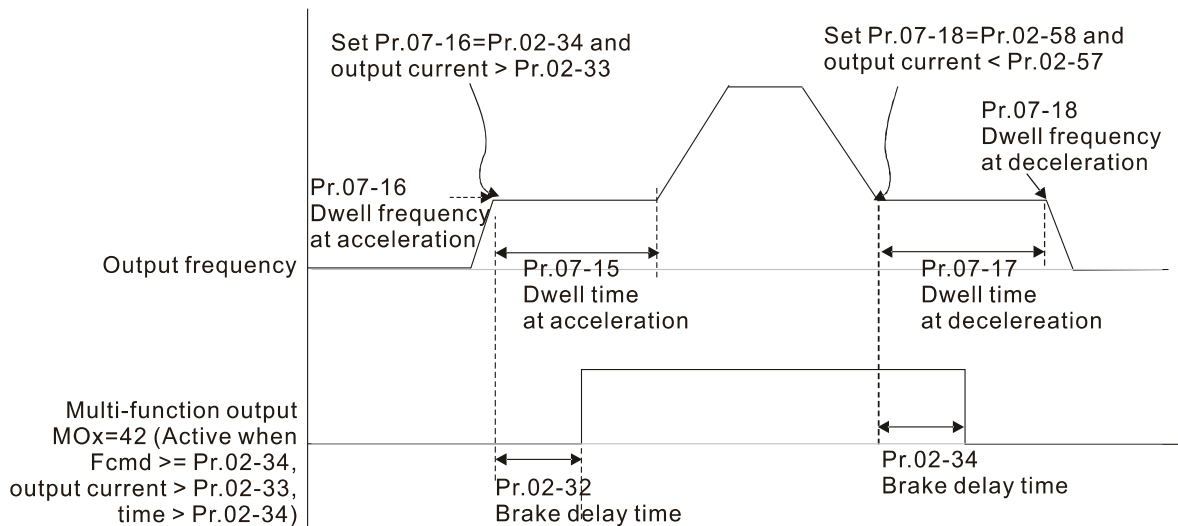 Set Pr.07-16=Pr.02-34 and
output current > Pr.02-33
Set Pr.07-18=Pr.02-58 and
output current < Pr.02-57
Pr.07-18
Dwell frequency
at deceleration
Pr.07-16
Dwell frequency
at acceleration
Output frequency
Pr.07-15
Dwell time
at acceleration
Pr.07-17
Dwell time
at decelereation
Multi-function output
MOx=42 (Active when
Fcmd >= Pr.02-34,
output current > Pr.02-33,
time > Pr.02-34)
Pr.02-32
Brake delay time
Pr.02-34
Brake delay time